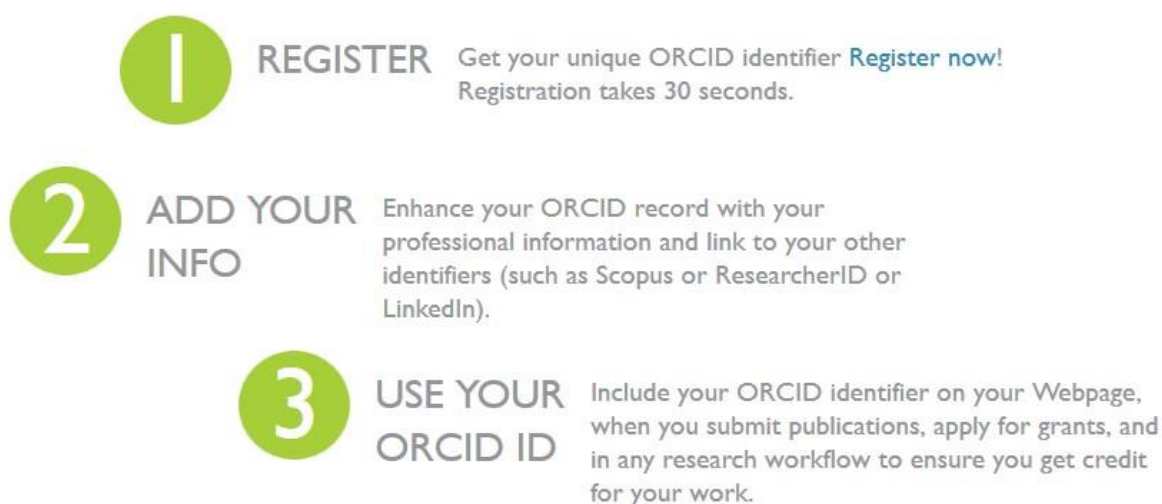 1 REGISTER Get your unique ORCID identifier Register now!
Registration takes 30 seconds.
2 ADD YOUR INFO Enhance your ORCID record with your
professional information and link to your other
identifiers (such as Scopus or ResearcherID or
LinkedIn).
3 USE YOUR ORCID ID Include your ORCID identifier on your Webpage,
when you submit publications, apply for grants, and
in any research workflow to ensure you get credit
for your work.